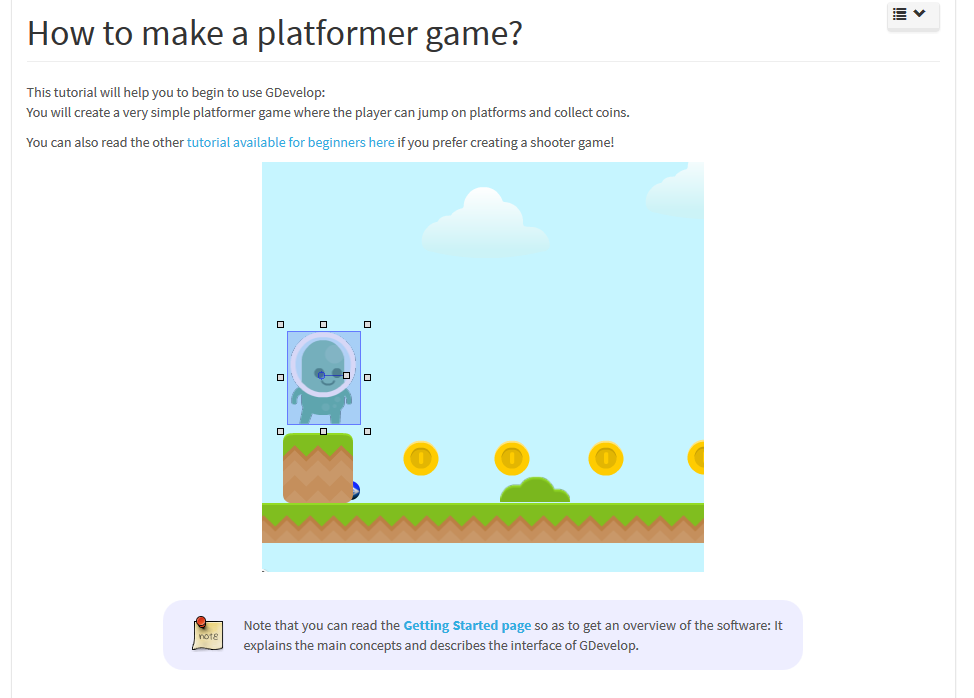 How to make a platformer game?
This tutorial will help you to begin to use GDevelop:
You will create a very simple platformer game where the player can jump on platforms and collect coins.
You can also read the other tutorial available for beginners here if you prefer creating a shooter game!
note
Note that you can read the Getting Started page so as to get an overview of the software: It
explains the main concepts and describes the interface of GDevelop.